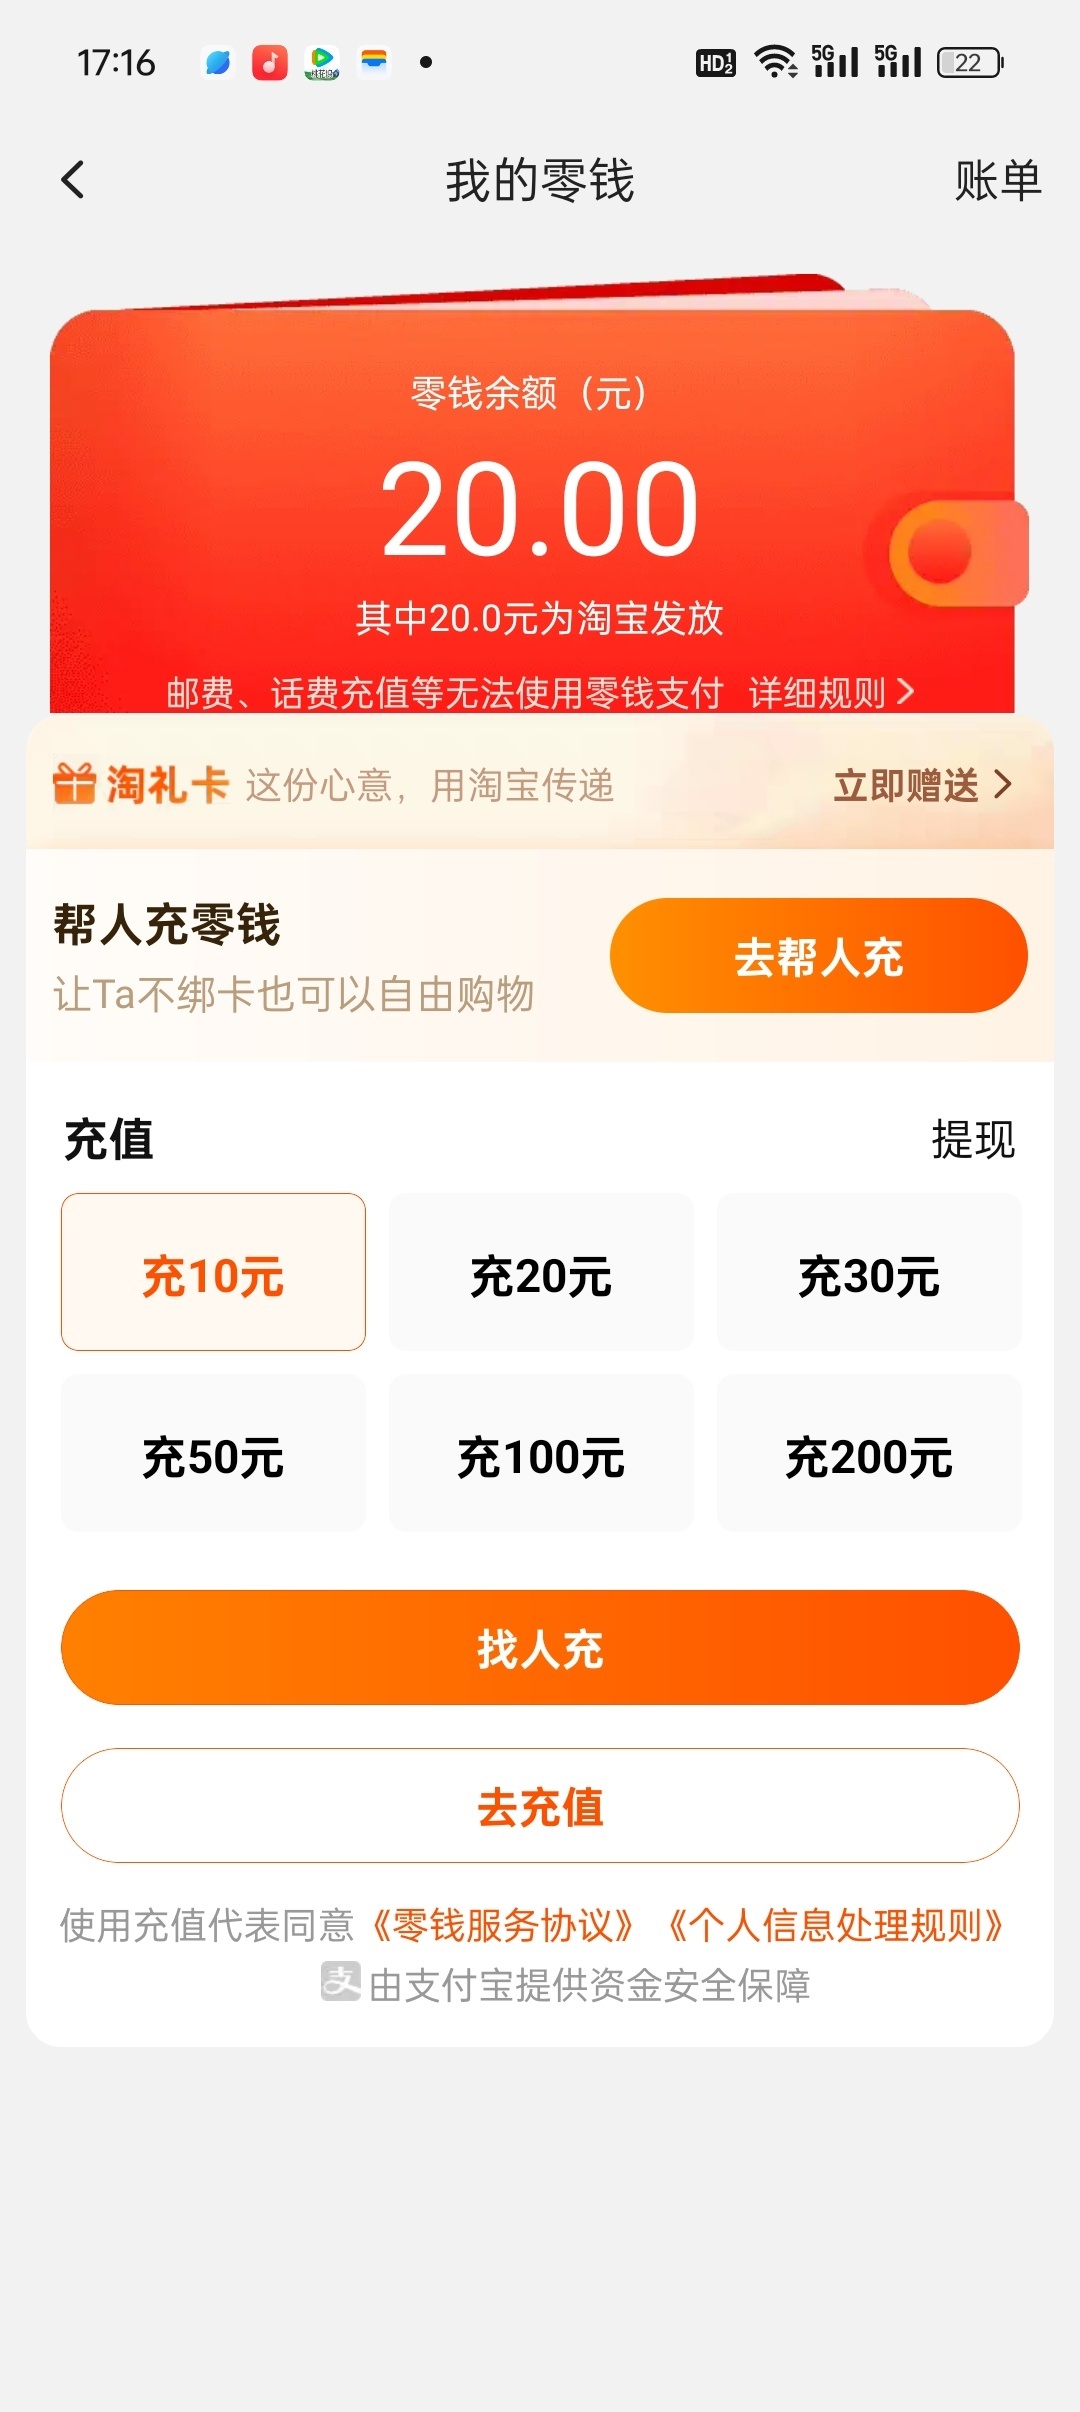 17:16 HD 1 2 5G 5G 22
我的零钱 账单
零钱余额（元）
20.00
其中20.0元为淘宝发放
邮费、话费充值等无法使用零钱支付 详细规则
淘礼卡 这份心意，用淘宝传递 立即赠送
帮人充零钱
让Ta不绑卡也可以自由购物
去帮人充
充值 提现
充10元 充20元 充30元
充50元 充100元 充200元
找人充
去充值
使用充值代表同意《零钱服务协议》《个人信息处理规则》
支 由支付宝提供资金安全保障